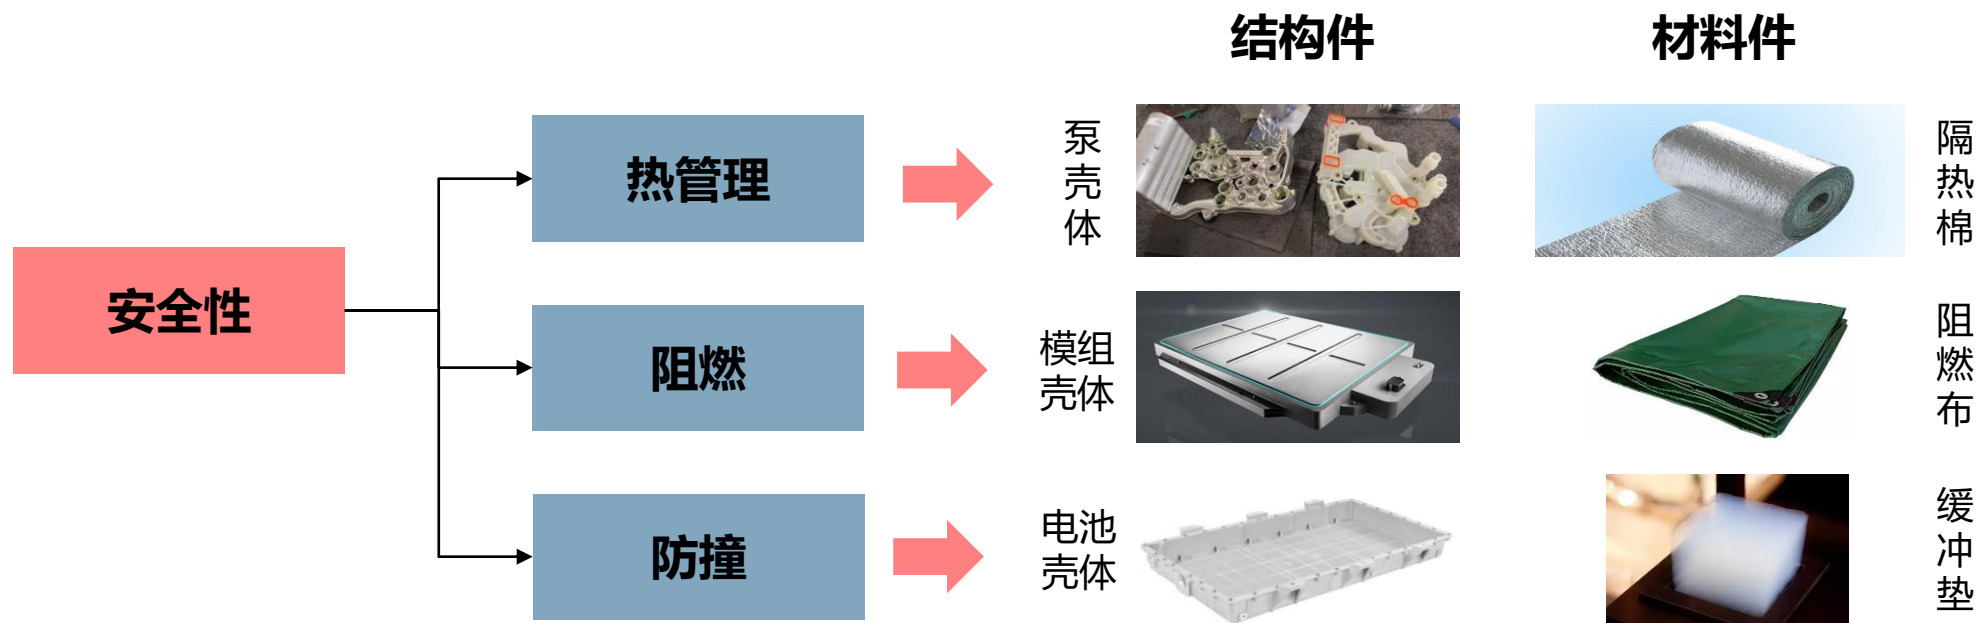 结构件
材料件
安全性
热管理
泵
壳
体
隔
热
棉
阻燃
模组
壳体
阻
燃
布
防撞
电池
壳体
缓
冲
垫